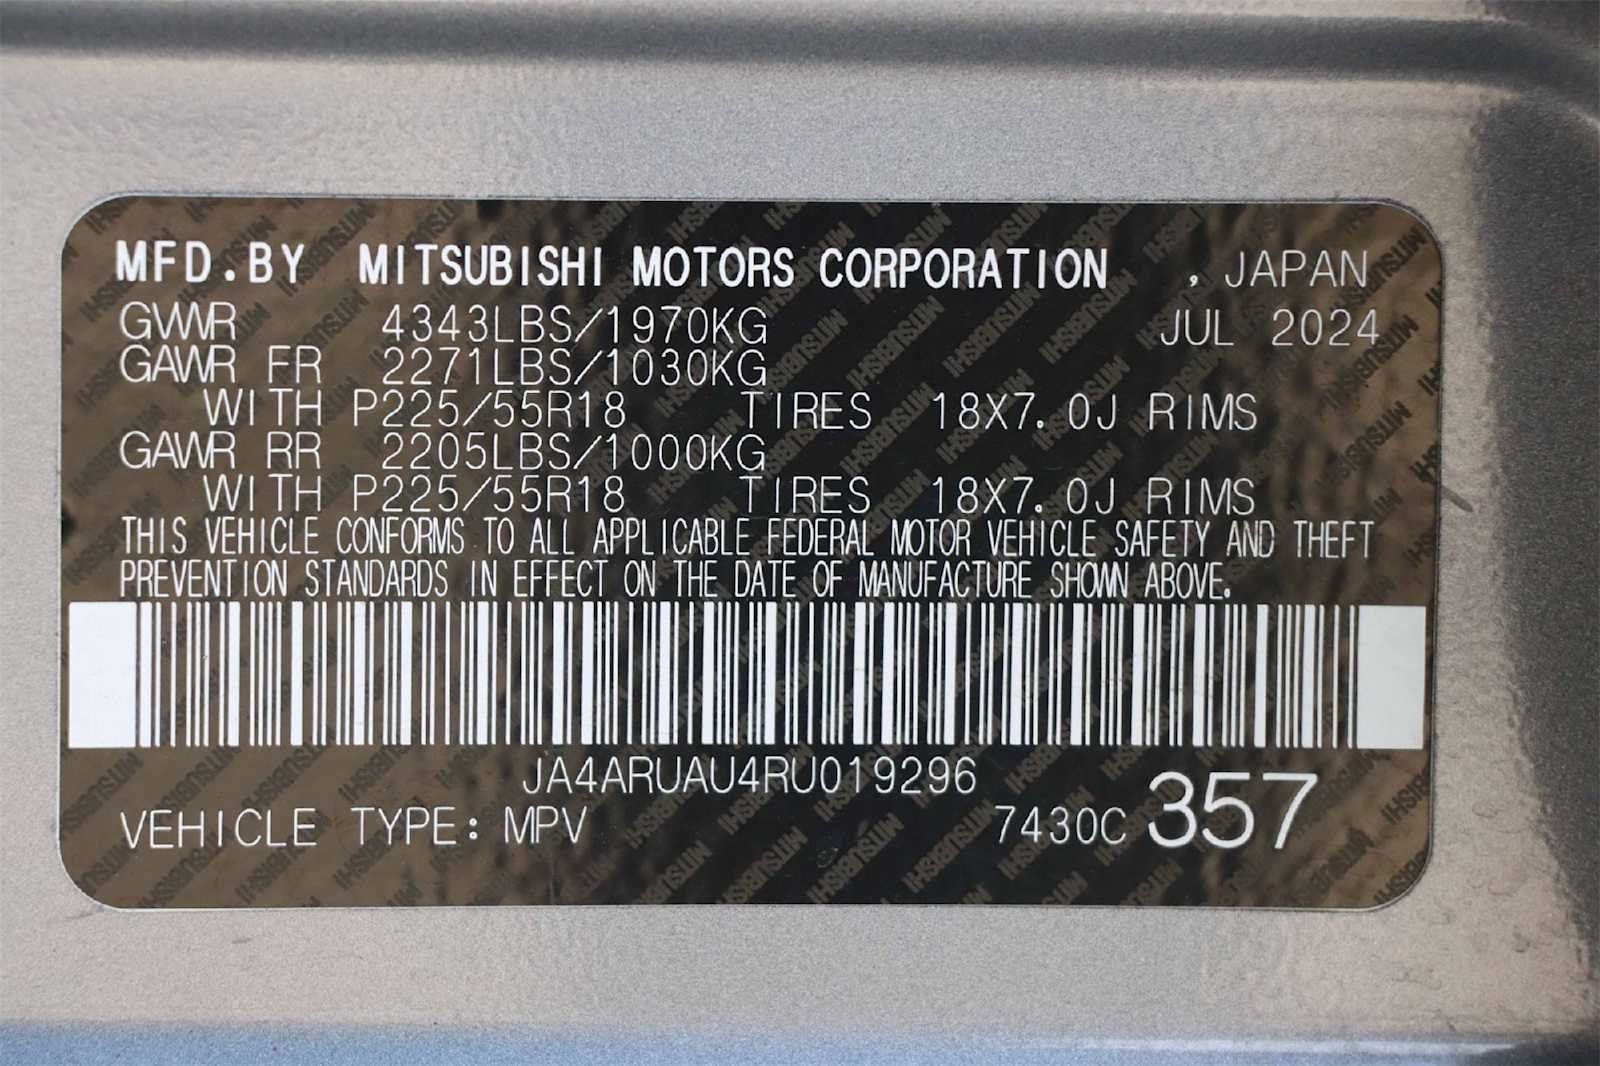 MFD.BY MITSUBISHI MOTORS CORPORATION , JAPAN
GVWR 4343LBS/1970KG JUL 2024
GAWR FR 2271LBS/1030KG
WITH P225/55R18 TIRES 18X7.0J RIMS
GAWR RR 2205LBS/1000KG
WITH P225/55R18 TIRES 18X7.0J RIMS
THIS VEHICLE CONFORMS TO ALL APPLICABLE FEDERAL MOTOR VEHICLE SAFETY AND THEFT
PREVENTION STANDARDS IN EFFECT ON THE DATE OF MANUFACTURE SHOWN ABOVE.
JA4ARUAU4RU019296
VEHICLE TYPE: MPV 7430C 357